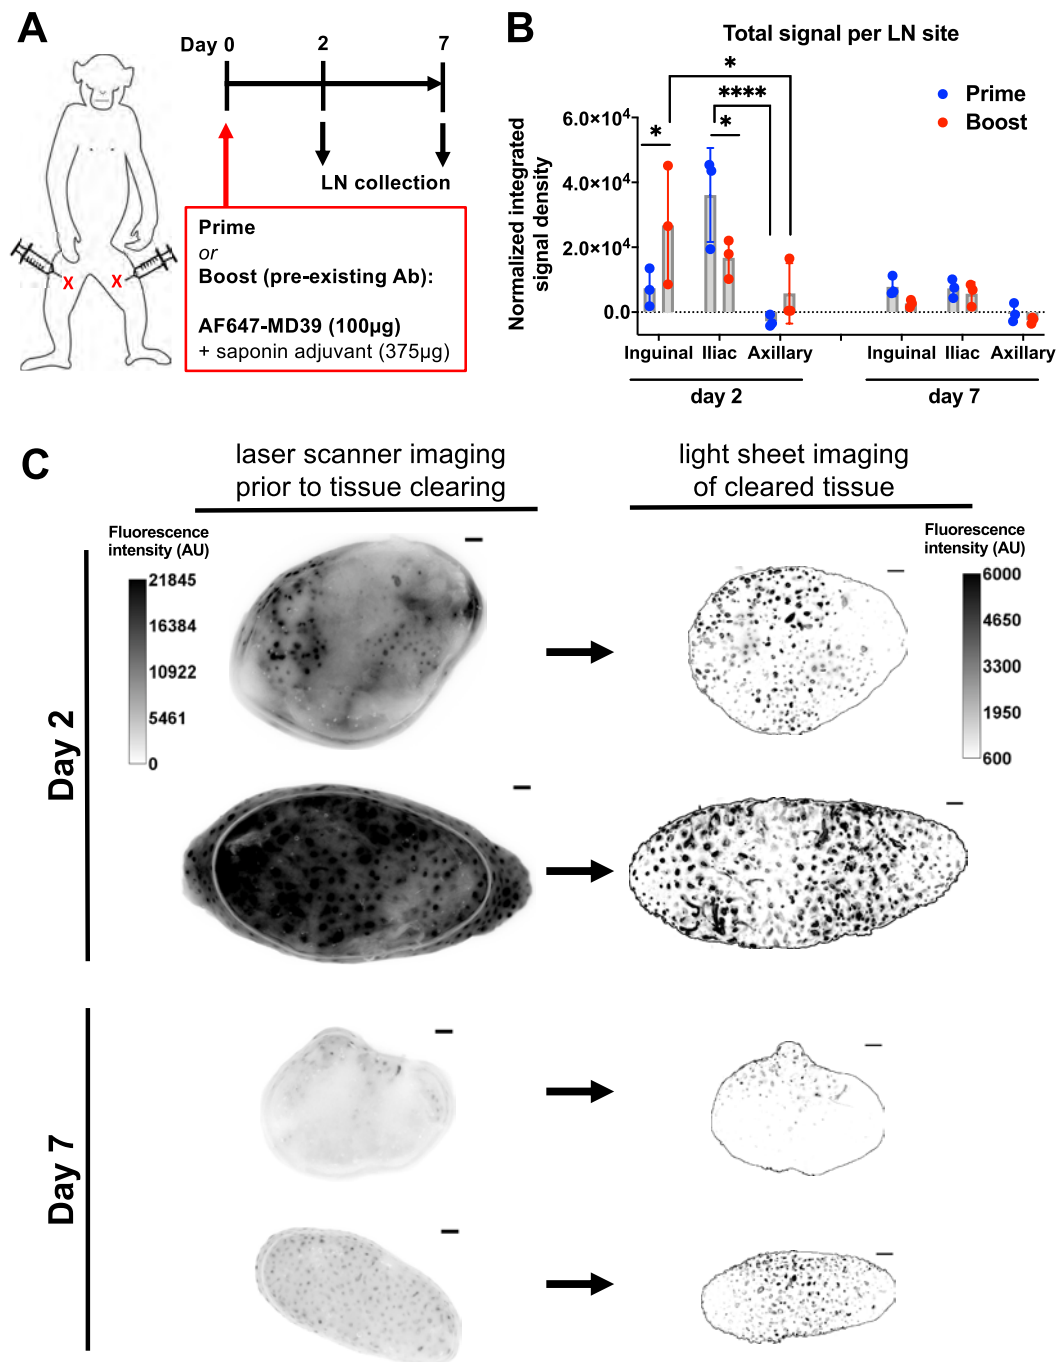 A
Day 0
2
7
LN collection
Prime
or
Boost (pre-existing Ab):
AF647-MD39 (100µg)
+ saponin adjuvant (375µg)
X
X
B
Total signal per LN site
Prime
Boost
*
****
*
*
Normalized integrated
signal density
6.0×10⁴
4.0×10⁴
2.0×10⁴
0.0
Inguinal Iliac Axillary
Inguinal Iliac Axillary
day 2
day 7
C
laser scanner imaging
prior to tissue clearing
light sheet imaging
of cleared tissue
Fluorescence
intensity (AU)
21845
16384
10922
5461
0
Fluorescence
intensity (AU)
6000
4650
3300
1950
600
Day 2
Day 7